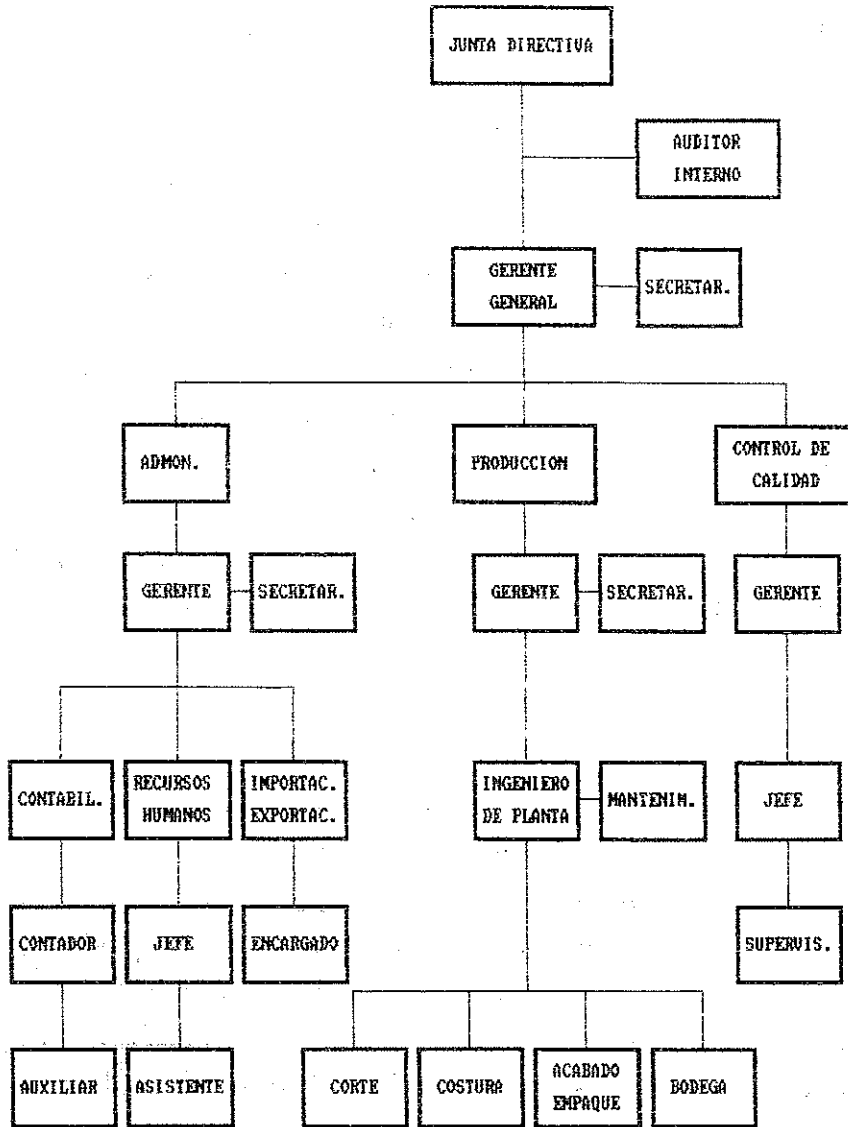 JUNTA DIRECTIVA
AUDITOR
INTERNO
GERENTE
GENERAL
SECRETAR.
ADMON.
PRODUCCION
CONTROL DE
CALIDAD
GERENTE
SECRETAR.
GERENTE
SECRETAR.
GERENTE
CONTABIL.
RECURSOS
HUMANOS
IMPORTAC.
EXPORTAC.
INGENIERO
DE PLANTA
MANTENIM.
JEFE
CONTADOR
JEFE
ENCARGADO
SUPERVIS.
AUXILIAR
ASISTENTE
CORTE
COSTURA
ACABADO
EMPAQUE
BODEGA